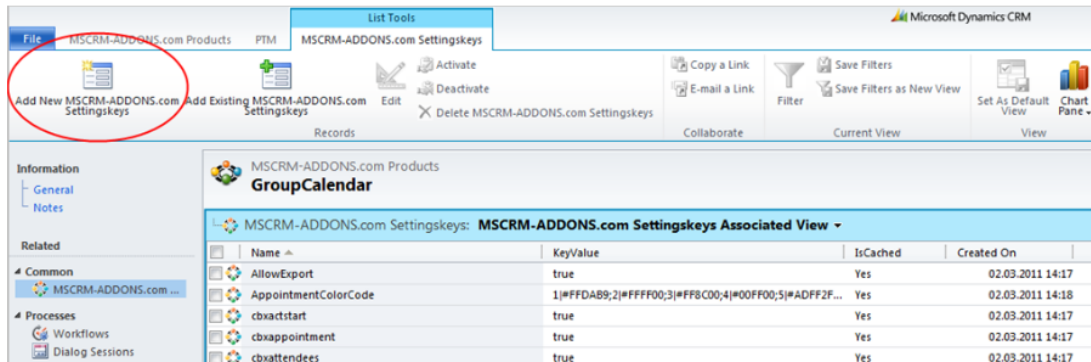 List Tools
Microsoft Dynamics CRM
File MSCRM-ADDONS.com Products PTM MSCRM-ADDONS.com Settingskeys
Add New MSCRM-ADDONS.com Settingskeys
Add Existing MSCRM-ADDONS.com Settingskeys
Edit
Activate
Deactivate
Delete MSCRM-ADDONS.com Settingskeys
Copy a Link
E-mail a Link
Filter
Save Filters
Save Filters as New View
Set As Default View
Chart Pane
Records Collaborate Current View View
Information
General
Notes
Related
Common
MSCRM-ADDONS.com ...
Processes
Workflows
Dialog Sessions
MSCRM-ADDONS.com Products
GroupCalendar
MSCRM-ADDONS.com Settingskeys: MSCRM-ADDONS.com Settingskeys Associated View
Name KeyValue IsCached Created On
AllowExport true Yes 02.03.2011 14:17
AppointmentColorCode 1|#FFDAB9;2|#FFFF00;3|#FF8C00;4|#00FF00;5|#ADFF2F... Yes 02.03.2011 14:18
cbxactstart true Yes 02.03.2011 14:17
cbxappointment true Yes 02.03.2011 14:17
cbxattendees true Yes 02.03.2011 14:17